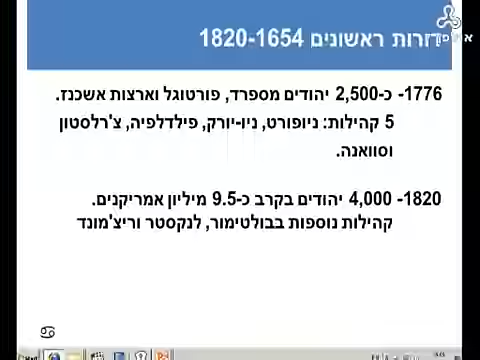 דורות ראשונים 1820-1654
1776- כ-2,500 יהודים מספרד, פורטוגל וארצות אשכנז.
5 קהילות: ניופורט, ניו-יורק, פילדלפיה, צ'רלסטון
וסוואנה.
1820- 4,000 יהודים בקרב כ-9.5 מיליון אמריקנים.
קהילות נוספות בבולטימור, לנקסטר וריצ'מונד